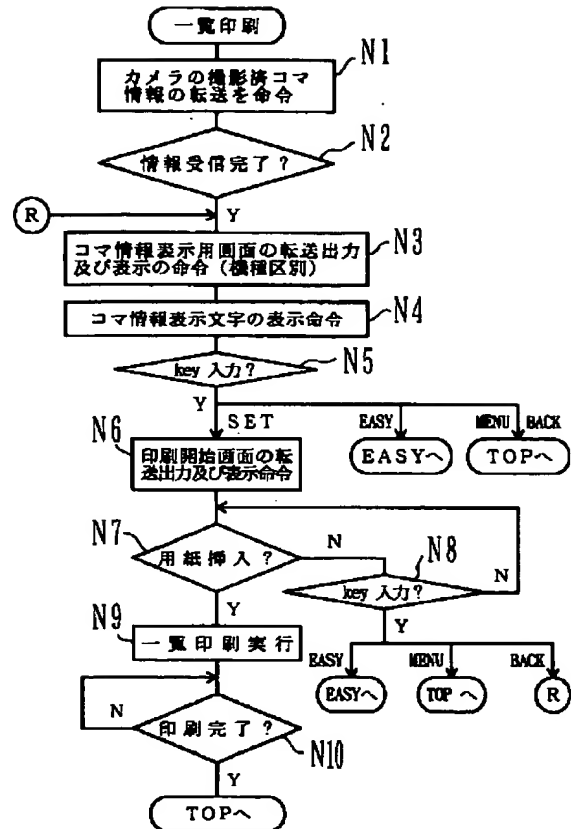 一覧印刷
N1
カメラの撮影済コマ
情報の転送を命令
N2
情報受信完了？
R
Y
N3
コマ情報表示用画面の転送出力
及び表示の命令（機種区別）
N4
コマ情報表示文字の表示命令
N5
key 入力？
Y
SET
EASY
MENU
BACK
N6
印刷開始画面の転
送出力及び表示命令
EASYへ
TOPへ
N7
用紙挿入？
N
N8
key 入力？
N
Y
Y
N9
一覧印刷実行
EASY
MENU
BACK
EASYへ
TOPへ
R
N
印刷完了？
N10
Y
TOPへ